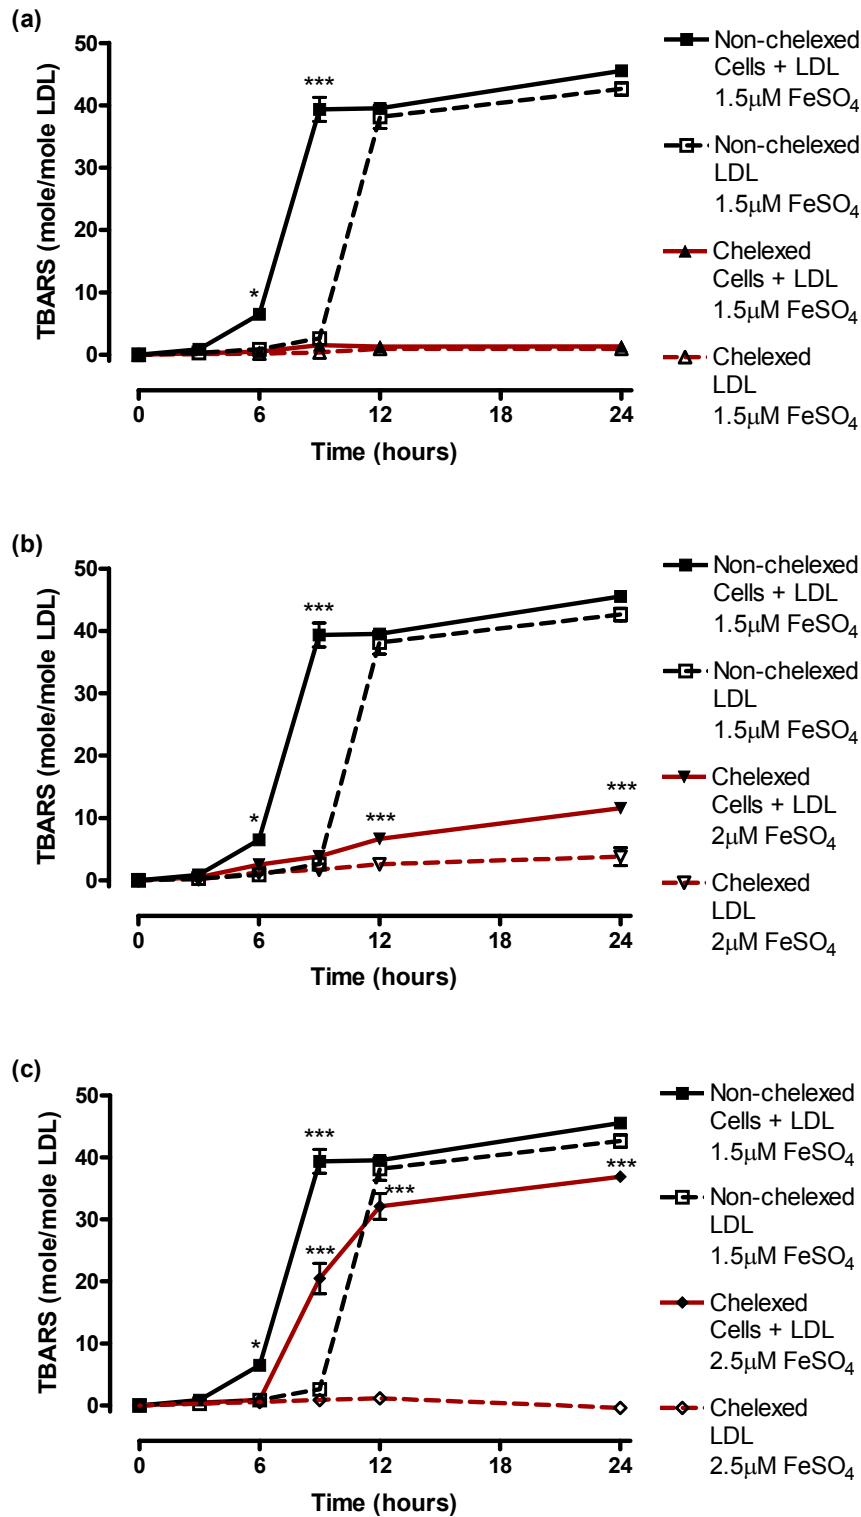 (a)
TBARS (mole/mole LDL)
50
40
30
20
10
0
***
*
0 6 12 18 24
Time (hours)
Non-chelexed
Cells + LDL
1.5μM FeSO₄
Non-chelexed
LDL
1.5μM FeSO₄
Chelexed
Cells + LDL
1.5μM FeSO₄
Chelexed
LDL
1.5μM FeSO₄
(b)
TBARS (mole/mole LDL)
50
40
30
20
10
0
***
*
***
***
0 6 12 18 24
Time (hours)
Non-chelexed
Cells + LDL
1.5μM FeSO₄
Non-chelexed
LDL
1.5μM FeSO₄
Chelexed
Cells + LDL
2μM FeSO₄
Chelexed
LDL
2μM FeSO₄
(c)
TBARS (mole/mole LDL)
50
40
30
20
10
0
***
***
***
***
*
0 6 12 18 24
Time (hours)
Non-chelexed
Cells + LDL
1.5μM FeSO₄
Non-chelexed
LDL
1.5μM FeSO₄
Chelexed
Cells + LDL
2.5μM FeSO₄
Chelexed
LDL
2.5μM FeSO₄